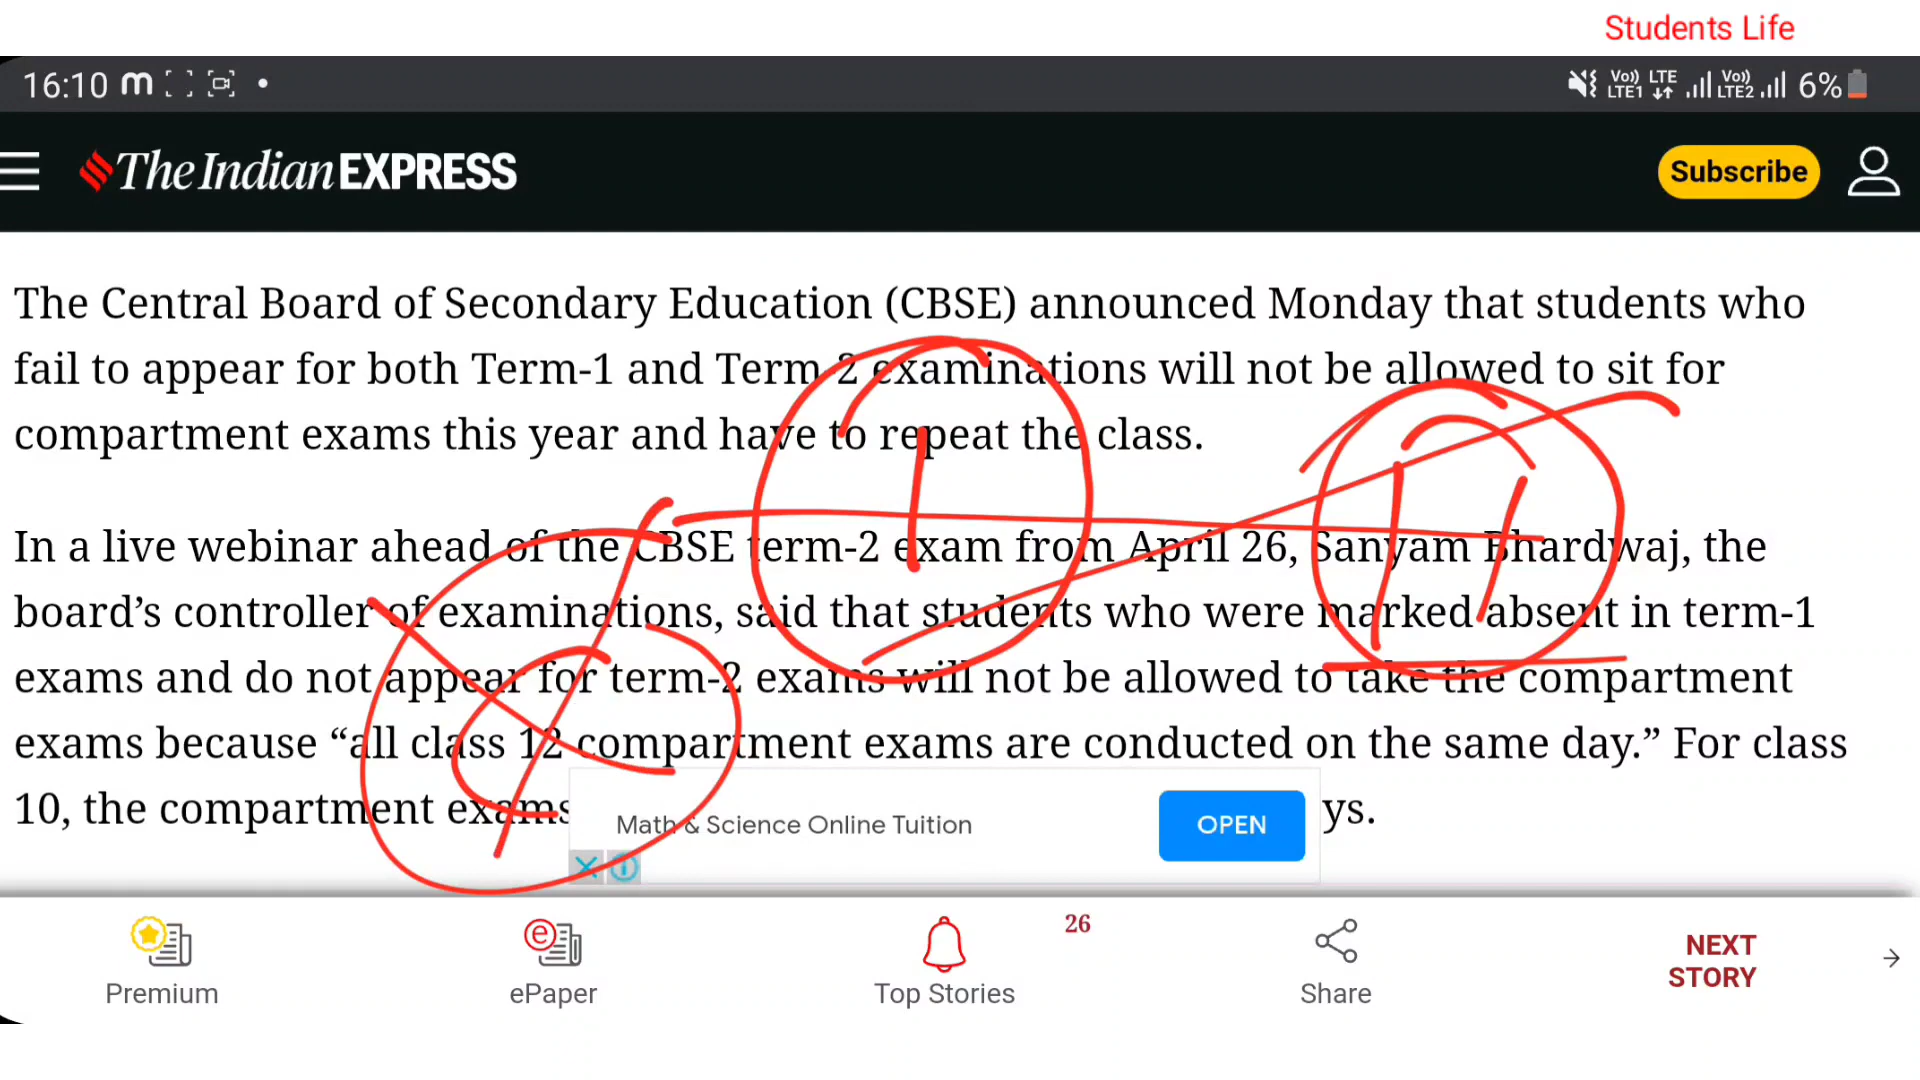 Students Life
16:10 m
Vo)) LTE LTE1 Vo)) LTE2 6%
The Indian EXPRESS
Subscribe
The Central Board of Secondary Education (CBSE) announced Monday that students who
fail to appear for both Term-1 and Term 2 examinations will not be allowed to sit for
compartment exams this year and have to repeat the class.
In a live webinar ahead of the CBSE term-2 exam from April 26, Sanyam Bhardwaj, the
board’s controller of examinations, said that students who were marked absent in term-1
exams and do not appear for term-2 exams will not be allowed to take the compartment
exams because “all class 12 compartment exams are conducted on the same day.” For class
10, the compartment exams ys.
Math & Science Online Tuition
OPEN
26
Premium
ePaper
Top Stories
Share
NEXT
STORY